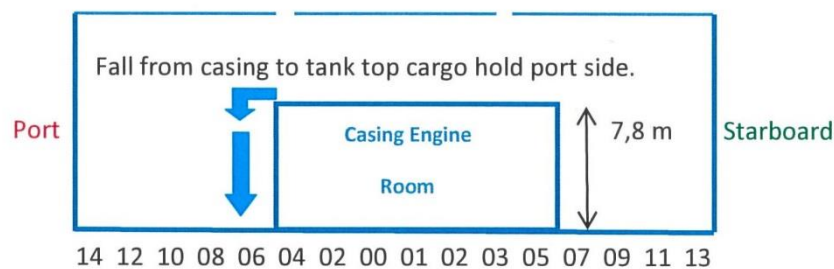 Fall from casing to tank top cargo hold port side.
Port
Casing Engine
Room
7,8 m
Starboard
14 12 10 08 06 04 02 00 01 02 03 05 07 09 11 13